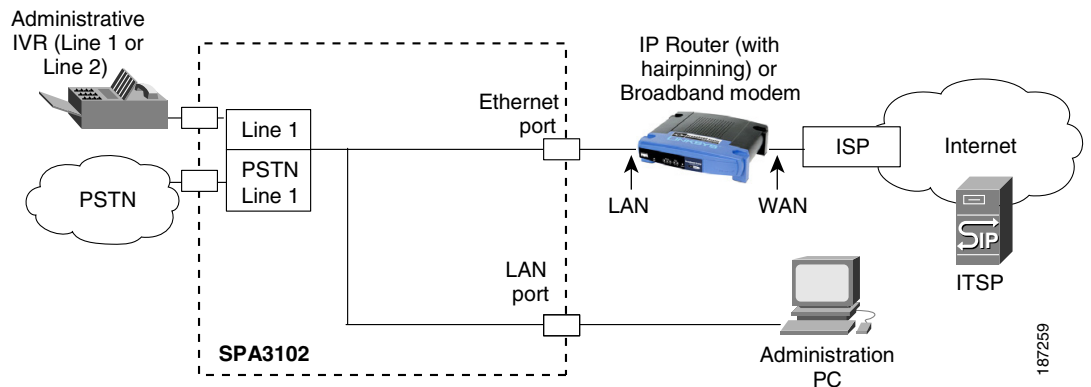 Administrative
IVR (Line 1 or
Line 2)
IP Router (with
hairpinning) or
Broadband modem
Ethernet
port
Line 1
PSTN
Line 1
PSTN
ISP
Internet
LAN
WAN
SIP
ITSP
LAN
port
SPA3102
Administration
PC
187259